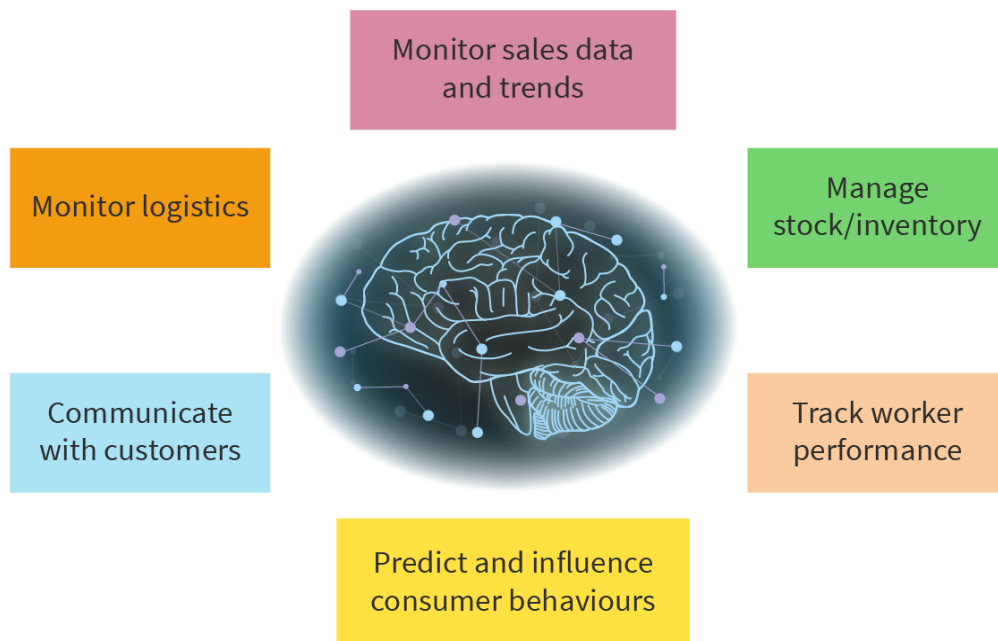 Monitor sales data
and trends
Monitor logistics
Manage
stock/inventory
Communicate
with customers
Track worker
performance
Predict and influence
consumer behaviours